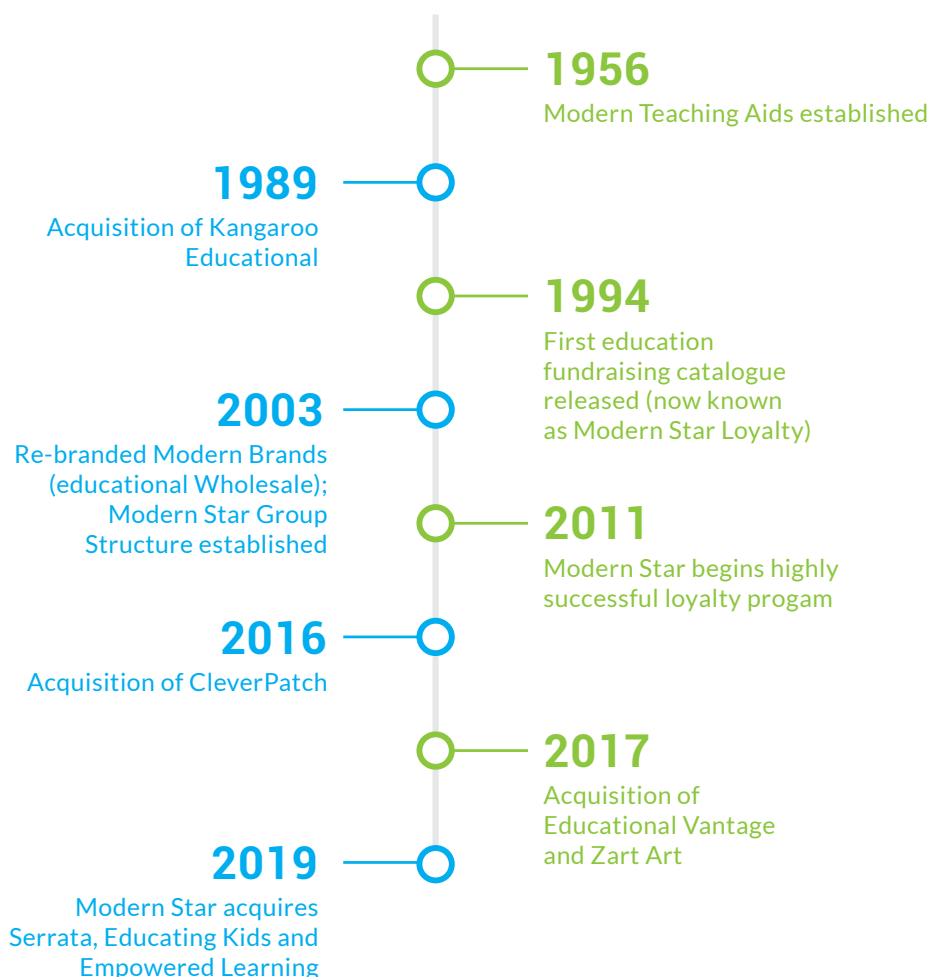 1956
Modern Teaching Aids established
1989
Acquisition of Kangaroo
Educational
1994
First education
fundraising catalogue
released (now known
as Modern Star Loyalty)
2003
Re-branded Modern Brands
(educational Wholesale);
Modern Star Group
Structure established
2011
Modern Star begins highly
successful loyalty progam
2016
Acquisition of CleverPatch
2017
Acquisition of
Educational Vantage
and Zart Art
2019
Modern Star acquires
Serrata, Educating Kids and
Empowered Learning